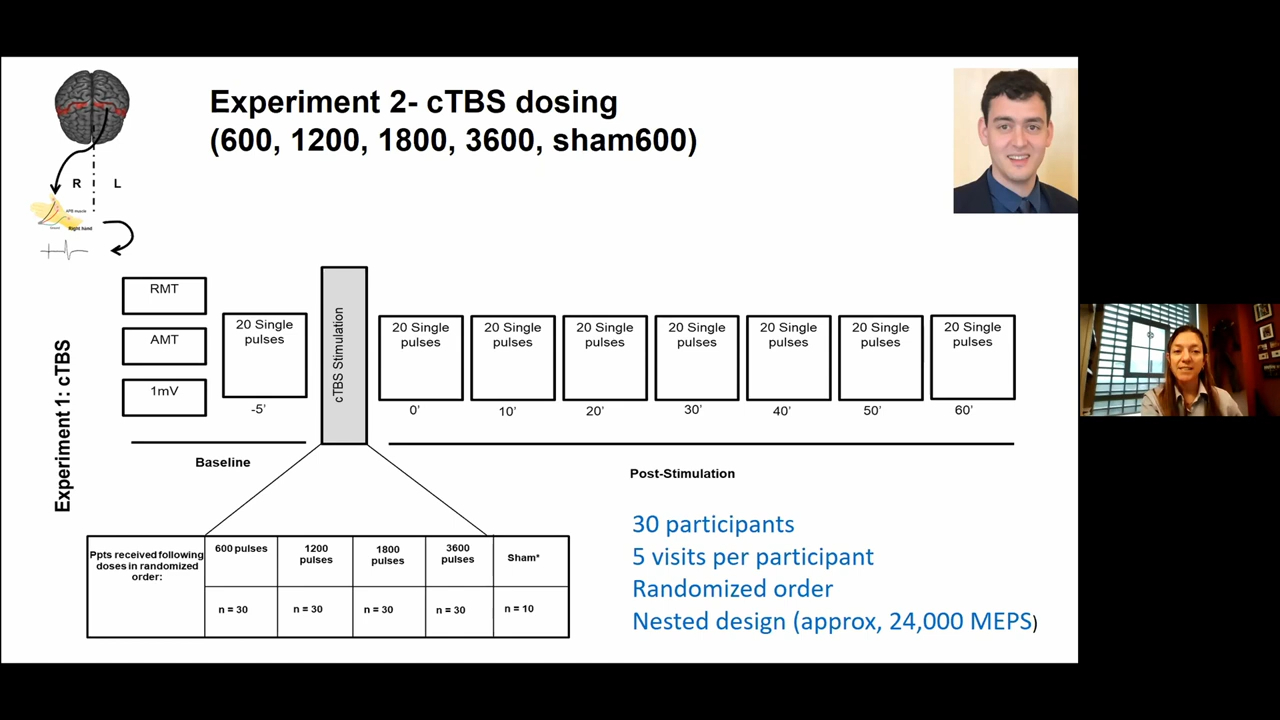 Experiment 2- cTBS dosing
(600, 1200, 1800, 3600, sham600)
R
L
APB muscle
Right hand
Experiment 1: cTBS
RMT
AMT
1mV
20 Single
pulses
-5'
cTBS Stimulation
20 Single
pulses
0'
20 Single
pulses
10'
20 Single
pulses
20'
20 Single
pulses
30'
20 Single
pulses
40'
20 Single
pulses
50'
20 Single
pulses
60'
Baseline
Post-Stimulation
Ppts received following
doses in randomized
order:
600 pulses
1200
pulses
1800
pulses
3600
pulses
Sham*
n = 30
n = 30
n = 30
n = 30
n = 10
30 participants
5 visits per participant
Randomized order
Nested design (approx, 24,000 MEPS)